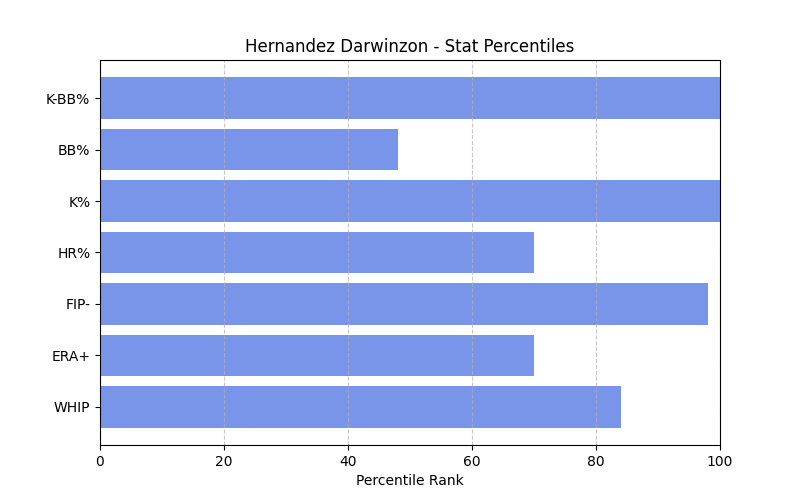 Hernandez Darwinzon - Stat Percentiles
K-BB%
BB%
K%
HR%
FIP-
ERA+
WHIP
0 20 40 60 80 100
Percentile Rank